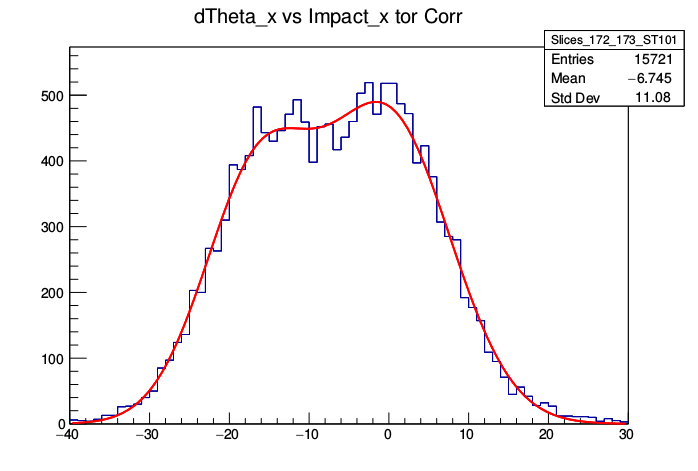 dTheta_x vs Impact_x tor Corr
Slices_172_173_ST101
Entries 15721
Mean −6.745
Std Dev 11.08
500
400
300
200
100
0
−40 −30 −20 −10 0 10 20 30